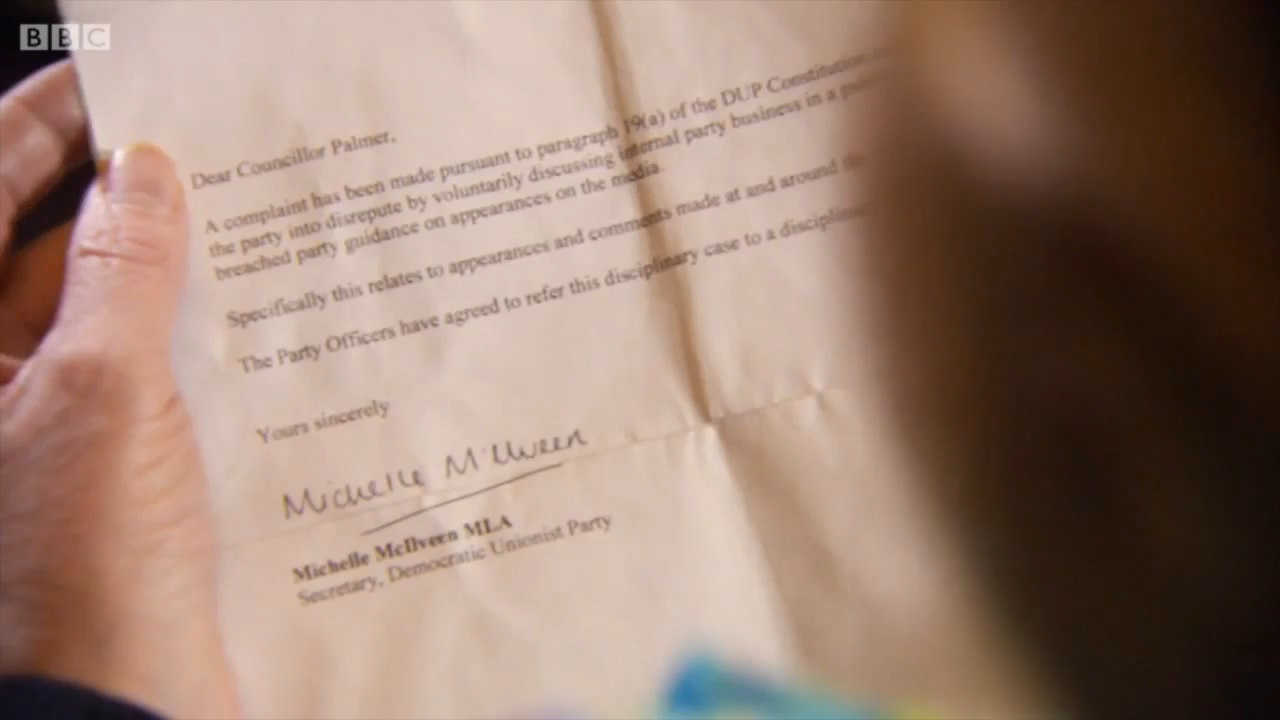 BBC
Dear Councillor Palmer,
A complaint has been made pursuant to paragraph 19(a) of the DUP Constitution
the party into disrepute by voluntarily discussing internal party business in a
breached party guidance on appearances on the media.
Specifically this relates to appearances and comments made at and around
The Party Officers have agreed to refer this disciplinary case to a
Yours sincerely
Michelle McIlveen
Michelle McIlveen MLA
Secretary, Democratic Unionist Party